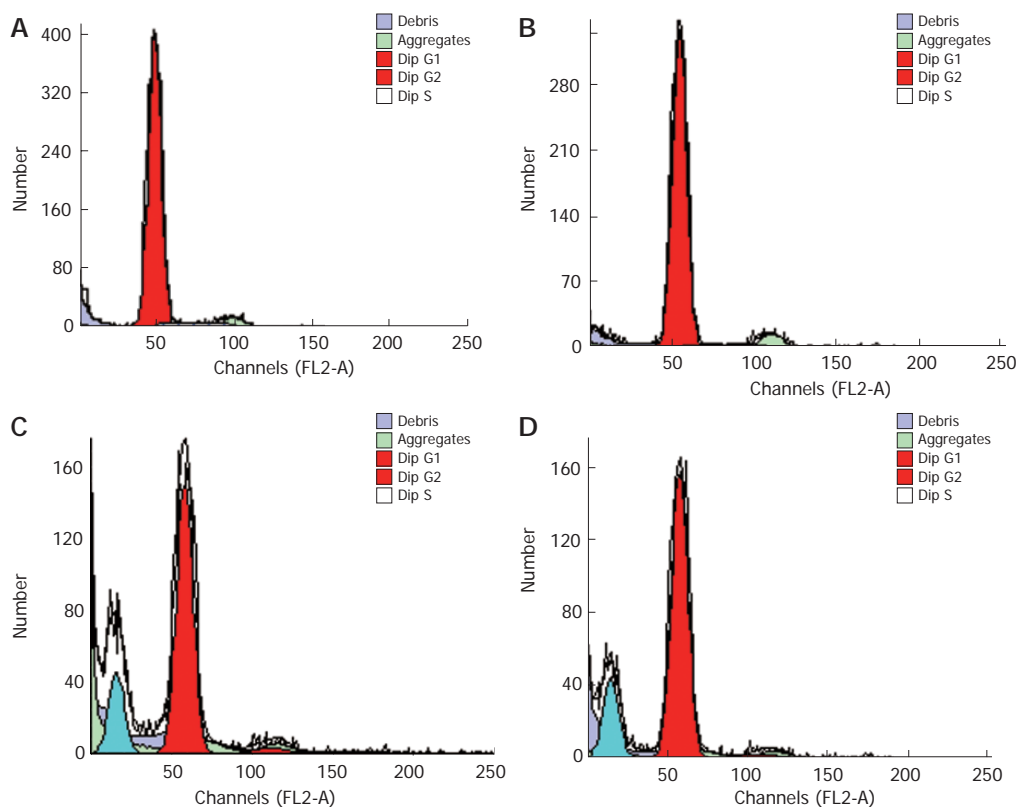 A
Debris
Aggregates
Dip G1
Dip G2
Dip S
Number
400
320
240
160
80
0
50
100
150
200
250
Channels (FL2-A)
B
Debris
Aggregates
Dip G1
Dip G2
Dip S
Number
280
210
140
70
0
50
100
150
200
250
Channels (FL2-A)
C
Debris
Aggregates
Dip G1
Dip G2
Dip S
Number
160
120
80
40
0
50
100
150
200
250
Channels (FL2-A)
D
Debris
Aggregates
Dip G1
Dip G2
Dip S
Number
160
120
80
40
0
50
100
150
200
250
Channels (FL2-A)